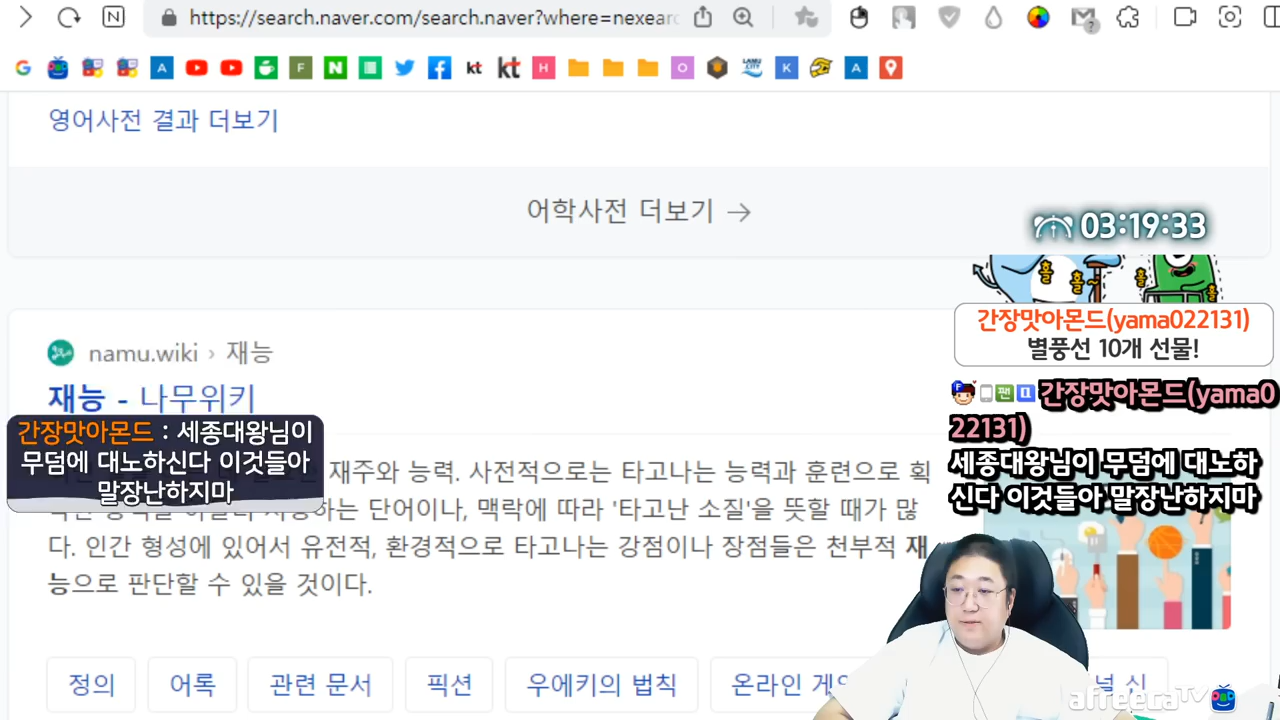 https://search.naver.com/search.naver?where=nexear
영어사전 결과 더보기
어학사전 더보기 →
03:19:33
홀
홀~
홀
간장맛아몬드(yama022131)
별풍선 10개 선물!
namu.wiki › 재능
재능 - 나무위키
간장맛아몬드 : 세종대왕님이
무덤에 대노하신다 이것들아
말장난하지마
팬
간장맛아몬드(yama0
22131)
세종대왕님이 무덤에 대노하
신다 이것들아 말장난하지마
재주와 능력. 사전적으로는 타고나는 능력과 훈련으로 획
하는 단어이나, 맥락에 따라 '타고난 소질'을 뜻할 때가 많
다. 인간 형성에 있어서 유전적, 환경적으로 타고나는 강점이나 장점들은 천부적 재
능으로 판단할 수 있을 것이다.
정의
어록
관련 문서
픽션
우에키의 법칙
온라인
널 신
afreecaTV